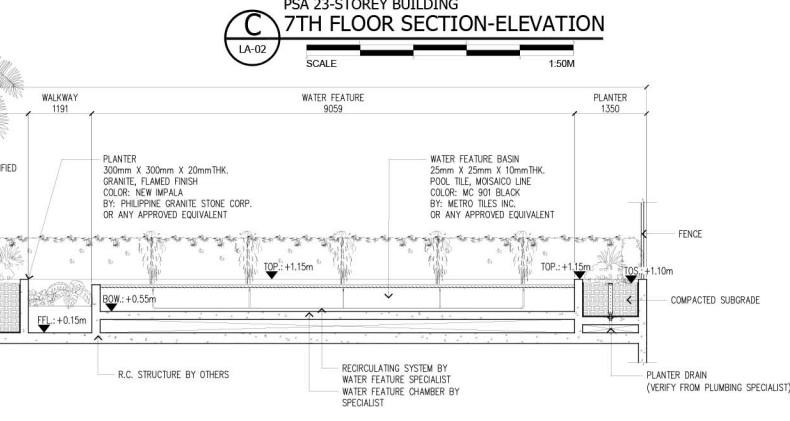 PSA 23-STOREY BUILDING
C
7TH FLOOR SECTION-ELEVATION
LA-02
SCALE
1:50M
WALKWAY
1191
WATER FEATURE
9059
PLANTER
1350
FIED
PLANTER
300mm X 300mm X 20mmTHK.
GRANITE, FLAMED FINISH
COLOR: NEW IMPALA
BY: PHILIPPINE GRANITE STONE CORP.
OR ANY APPROVED EQUIVALENT
WATER FEATURE BASIN
25mm X 25mm X 10mmTHK.
POOL TILE, MOISAICO LINE
COLOR: MC 901 BLACK
BY: METRO TILES INC.
OR ANY APPROVED EQUIVALENT
FENCE
TOP.: +1.15m
TOP.: +1.15m
TOS.: +1.10m
BOW.: +0.55m
COMPACTED SUBGRADE
FFL.: +0.15m
R.C. STRUCTURE BY OTHERS
RECIRCULATING SYSTEM BY
WATER FEATURE SPECIALIST
WATER FEATURE CHAMBER BY
SPECIALIST
PLANTER DRAIN
(VERIFY FROM PLUMBING SPECIALIST)